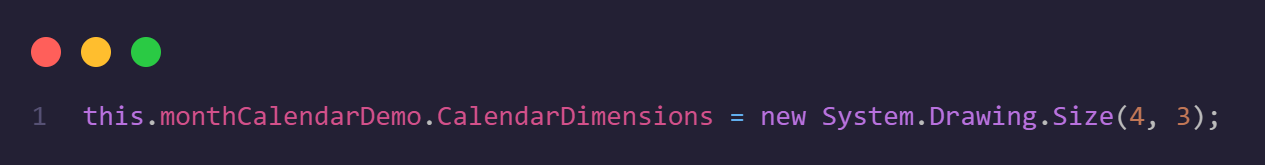 1 this.monthCalendarDemo.CalendarDimensions = new System.Drawing.Size(4, 3);